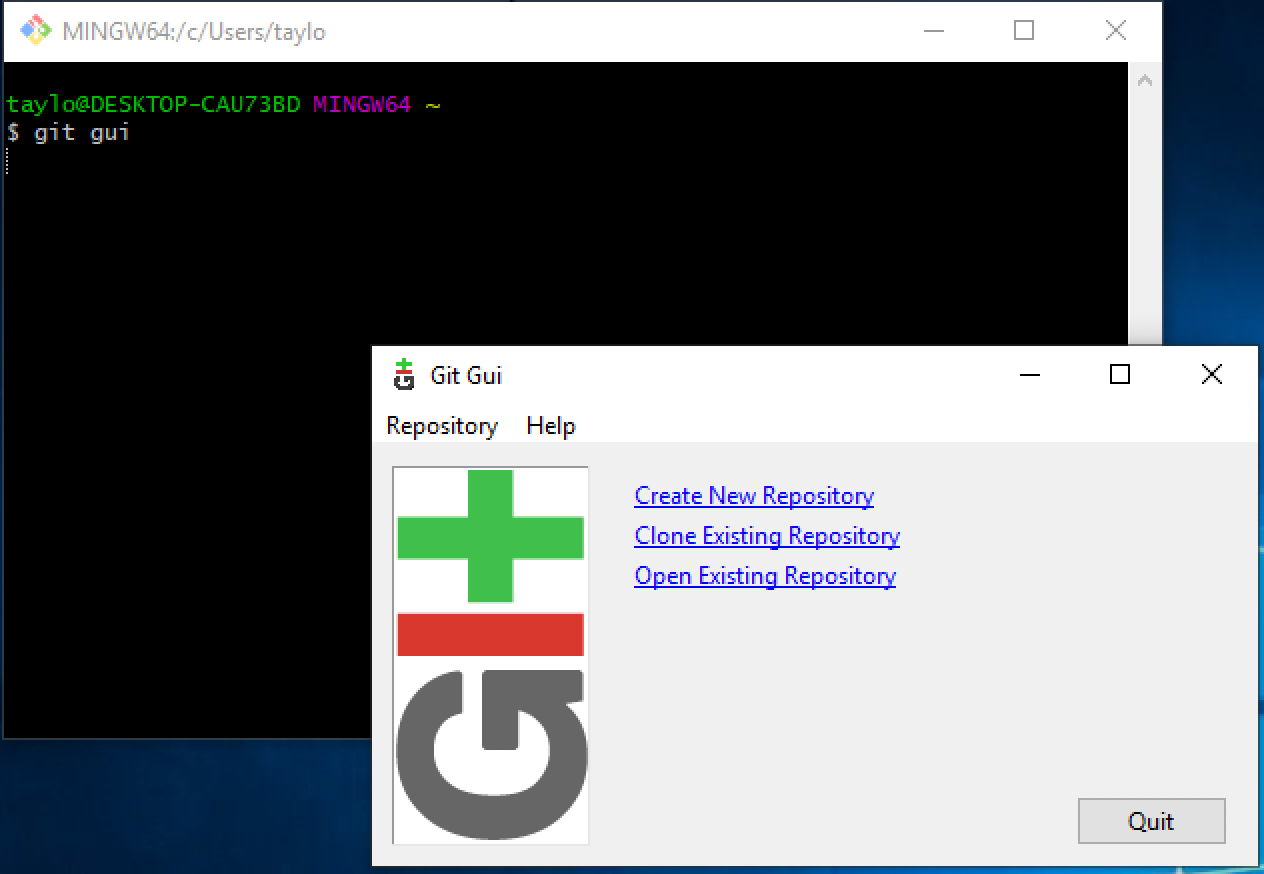 MINGW64:/c/Users/taylo
taylo@DESKTOP-CAU73BD MINGW64 ~
$ git gui
Git Gui
Repository Help
Create New Repository
Clone Existing Repository
Open Existing Repository
GIT
Quit